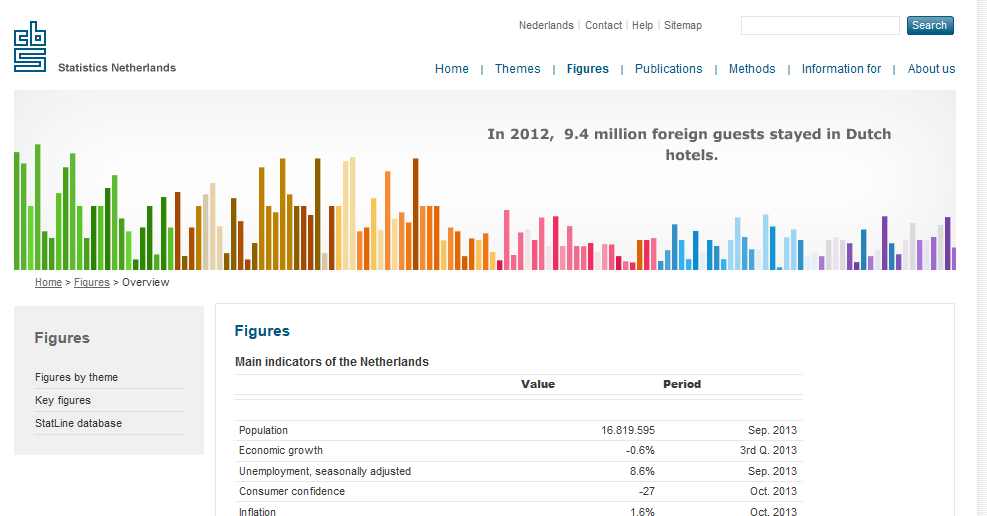 Nederlands | Contact | Help | Sitemap
Search
cbs
Statistics Netherlands
Home | Themes | Figures | Publications | Methods | Information for | About us
In 2012, 9.4 million foreign guests stayed in Dutch
hotels.
Home > Figures > Overview
Figures
Figures by theme
Key figures
StatLine database
Figures
Main indicators of the Netherlands
Value Period
Population 16.819.595 Sep. 2013
Economic growth -0.6% 3rd Q. 2013
Unemployment, seasonally adjusted 8.6% Sep. 2013
Consumer confidence -27 Oct. 2013
Inflation 1.6% Oct. 2013